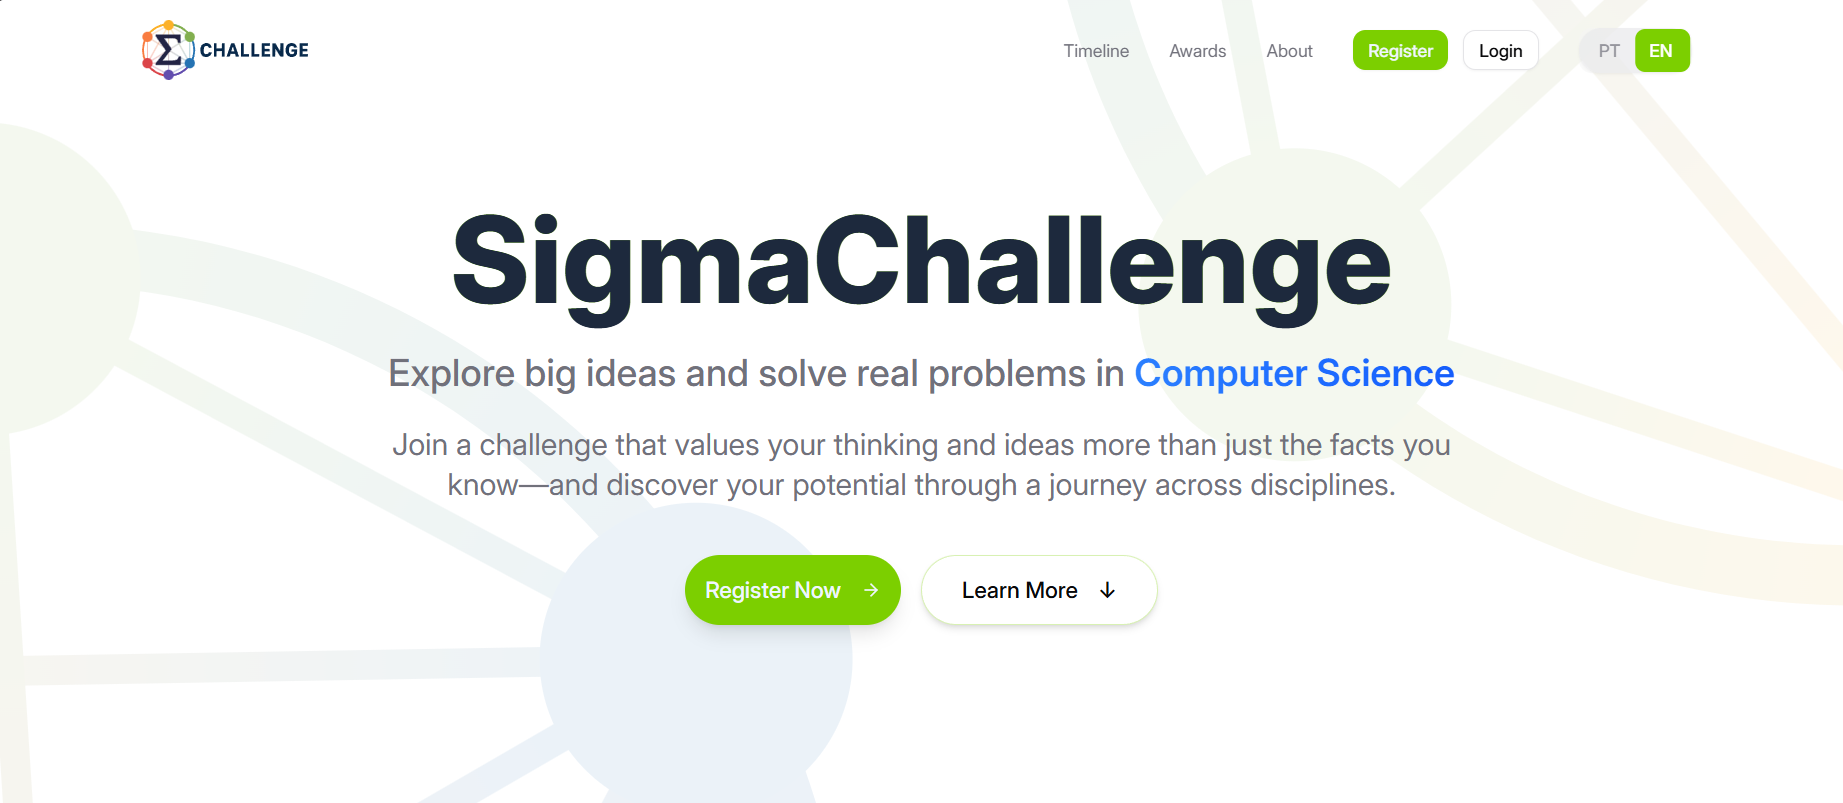 Σ CHALLENGE
Timeline
Awards
About
Register
Login
PT
EN
SigmaChallenge
Explore big ideas and solve real problems in Computer Science
Join a challenge that values your thinking and ideas more than just the facts you
know—and discover your potential through a journey across disciplines.
Register Now →
Learn More ↓